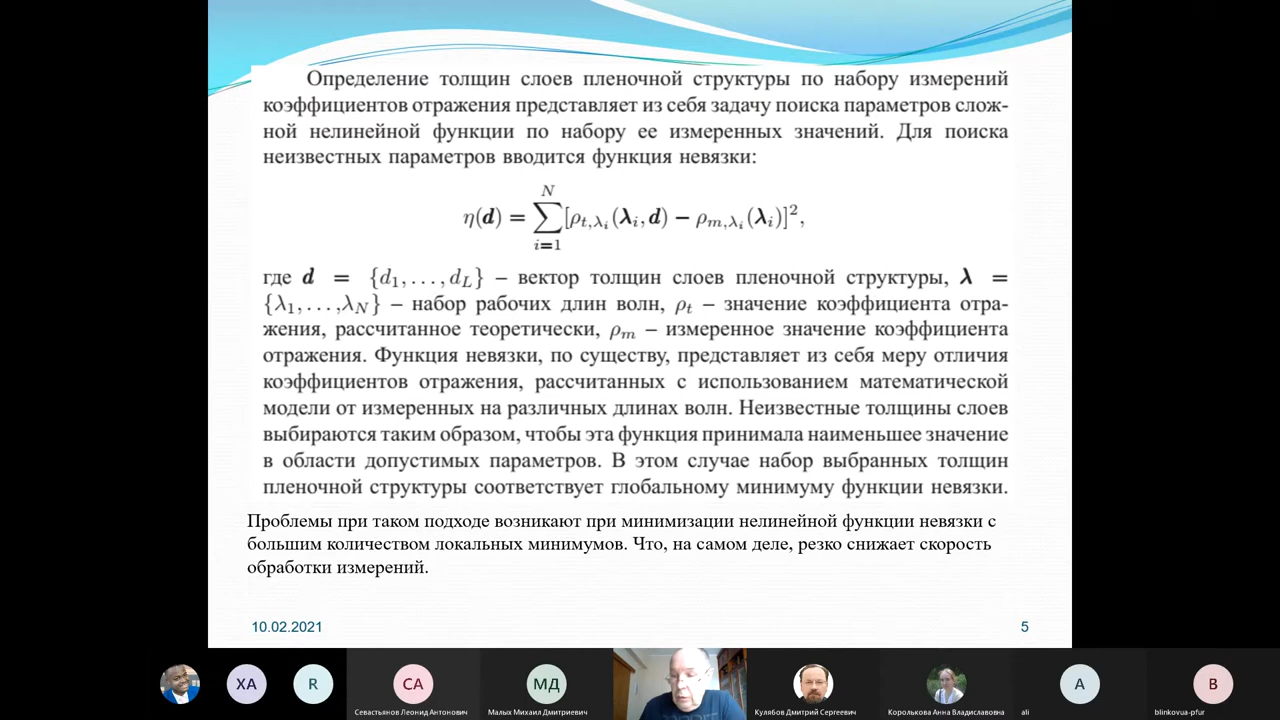 Определение толщин слоев пленочной структуры по набору измерений
коэффициентов отражения представляет из себя задачу поиска параметров слож-
ной нелинейной функции по набору ее измеренных значений. Для поиска
неизвестных параметров вводится функция невязки:
η(d) = ∑_{i=1}^{N} [ρ_{t,λ_i}(λ_i, d) − ρ_{m,λ_i}(λ_i)]²,
где d = {d₁, . . . , d_L} – вектор толщин слоев пленочной структуры, λ =
{λ₁, . . . ,λ_N} – набор рабочих длин волн, ρ_t – значение коэффициента отра-
жения, рассчитанное теоретически, ρ_m – измеренное значение коэффициента
отражения. Функция невязки, по существу, представляет из себя меру отличия
коэффициентов отражения, рассчитанных с использованием математической
модели от измеренных на различных длинах волн. Неизвестные толщины слоев
выбираются таким образом, чтобы эта функция принимала наименьшее значение
в области допустимых параметров. В этом случае набор выбранных толщин
пленочной структуры соответствует глобальному минимуму функции невязки.
Проблемы при таком подходе возникают при минимизации нелинейной функции невязки с
большим количеством локальных минимумов. Что, на самом деле, резко снижает скорость
обработки измерений.
10.02.2021
5
ХА
R
СА
МД
A
B
Севастьянов Леонид Антонович
Малых Михаил Дмитриевич
Кулябов Дмитрий Сергеевич
Королькова Анна Владиславовна
ali
blinkovua-pfur